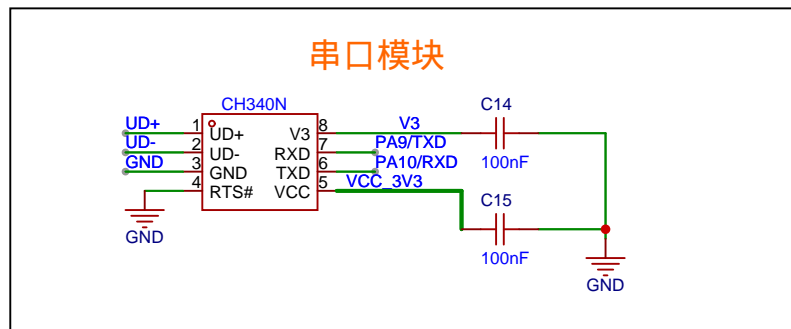 串口模块
CH340N
UD+ 1 UD+ V3 8 V3 C14 100nF
UD- 2 UD- RXD 7 PA9/TXD
GND 3 GND TXD 6 PA10/RXD
4 RTS# VCC 5 VCC_3V3 C15 100nF
GND
GND